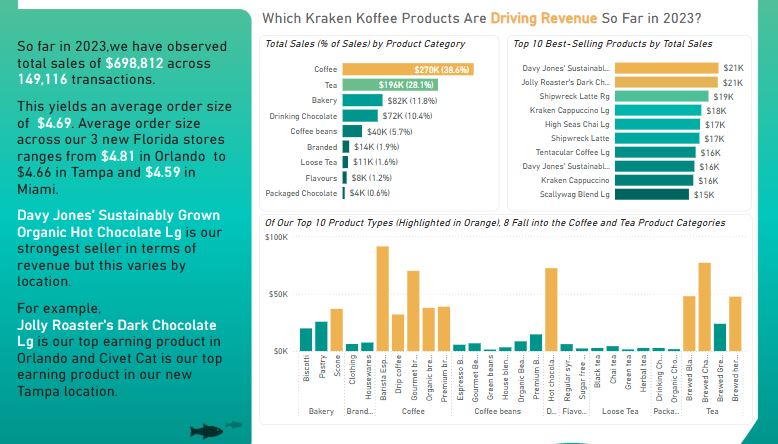 Which Kraken Koffee Products Are Driving Revenue So Far in 2023?
So far in 2023,we have observed
total sales of $698,812 across
149,116 transactions.
This yields an average order size
of $4.69. Average order size
across our 3 new Florida stores
ranges from $4.81 in Orlando to
$4.66 in Tampa and $4.59 in
Miami.
Davy Jones' Sustainably Grown
Organic Hot Chocolate Lg is our
strongest seller in terms of
revenue but this varies by
location.
For example,
Jolly Roaster's Dark Chocolate
Lg is our top earning product in
Orlando and Civet Cat is our top
earning product in our new
Tampa location.
Total Sales (% of Sales) by Product Category
Coffee $270K (38.6%)
Tea $196K (28.1%)
Bakery $82K (11.8%)
Drinking Chocolate $72K (10.4%)
Coffee beans $40K (5.7%)
Branded $14K (1.9%)
Loose Tea $11K (1.6%)
Flavours $8K (1.2%)
Packaged Chocolate $4K (0.6%)
Top 10 Best-Selling Products by Total Sales
Davy Jones' Sustainabl... $21K
Jolly Roaster's Dark Ch... $21K
Shipwreck Latte Rg $19K
Kraken Cappuccino Lg $18K
High Seas Chai Lg $17K
Shipwreck Latte $17K
Tentacular Coffee Lg $16K
Davy Jones' Sustainabl... $16K
Kraken Cappuccino $16K
Scallywag Blend Lg $15K
Of Our Top 10 Product Types (Highlighted in Orange), 8 Fall into the Coffee and Tea Product Categories
$100K
$50K
$0K
Biscotti
Pastry
Scone
Clothing
Housewares
Barista Esp...
Drip coffee
Gourmet br...
Organic bre...
Premium br...
Espresso B...
Gourmet Be...
Green beans
House blen...
Organic Bea...
Premium B...
Hot chocola...
Regular syr...
Sugar free ...
Black tea
Chai tea
Green tea
Herbal tea
Drinking Ch...
Organic Cho...
Brewed Bla...
Brewed Cha...
Brewed Gre...
Brewed her...
Bakery
Brand...
Coffee
Coffee beans
D...
Flavo...
Loose Tea
Packa...
Tea